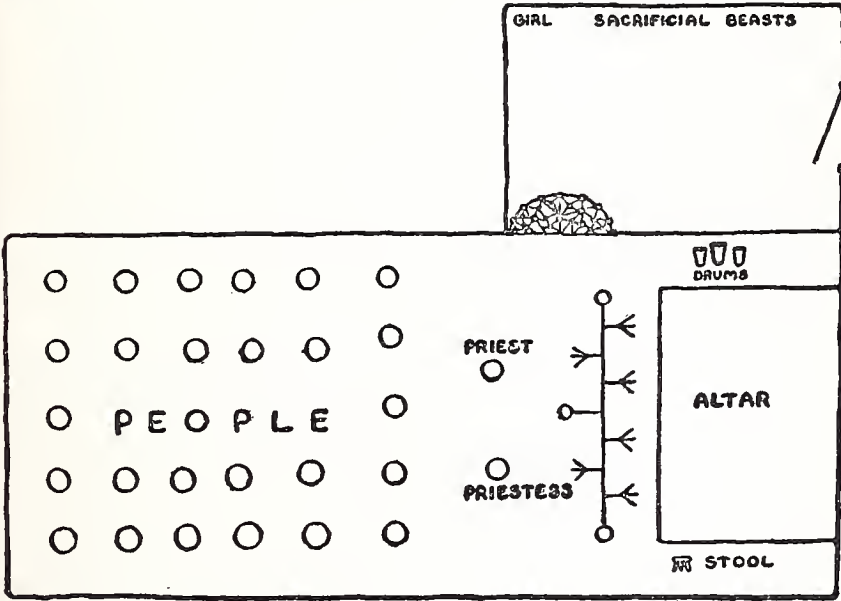 GIRL SACRIFICIAL BEASTS
DRUMS
PRIEST
PEOPLE
ALTAR
PRIESTESS
STOOL